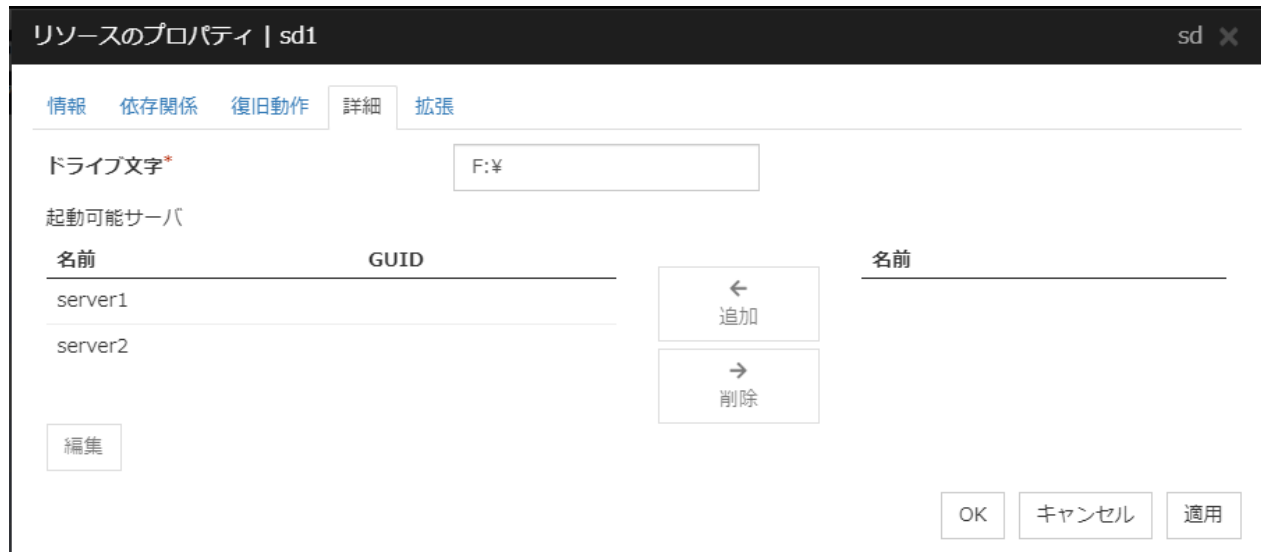 リソースのプロパティ | sd1 sd ×
情報 依存関係 復旧動作 詳細 拡張
ドライブ文字* F:¥
起動可能サーバ
名前 GUID 名前
server1
← 追加
server2
→ 削除
編集
OK キャンセル 適用